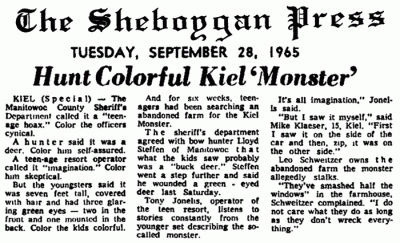 The Sheboygan Press
TUESDAY, SEPTEMBER 28, 1965
Hunt Colorful Kiel 'Monster'
KIEL (Special) — The
Manitowoc County Sheriff's
Department called it a "teen-
age hoax." Color the officers
cynical.
A hunter said it was a
deer. Color him self-assured.
A teen-age resort operator
called it "imagination." Color
him skeptical.
But the youngsters said it
was seven feet tall, covered
with hair and had three glar-
ing green eyes — two in the
front and one mounted in the
back. Color the kids colorful.
And for six weeks, teen-
agers had been searching an
abandoned farm for the Kiel
Monster.
The sheriff's department
agreed with bow hunter Lloyd
Steffen of Manitowoc that
what the kids saw probably
was a "buck deer." Steffen
went a step further and said
he wounded a green - eyed
deer last Saturday.
Tony Jonelis, operator of the
teen resort, listens to
stories constantly from the
younger set describing the so-
called monster.
It's all imagination," Jonel-
is said.
"But I saw it myself," said
Mike Klaeser, 15, Kiel, "First
I saw it on the side of the
car and then, zip, it was on
the other side."
Leo Schweitzer owns the
abandoned farm the monster
allegedly stalks.
"They've smashed half the
windows" in the farmhouse,
Schweitzer complained. "I do
not care what they do as long
as they don't wreck every-
thing."